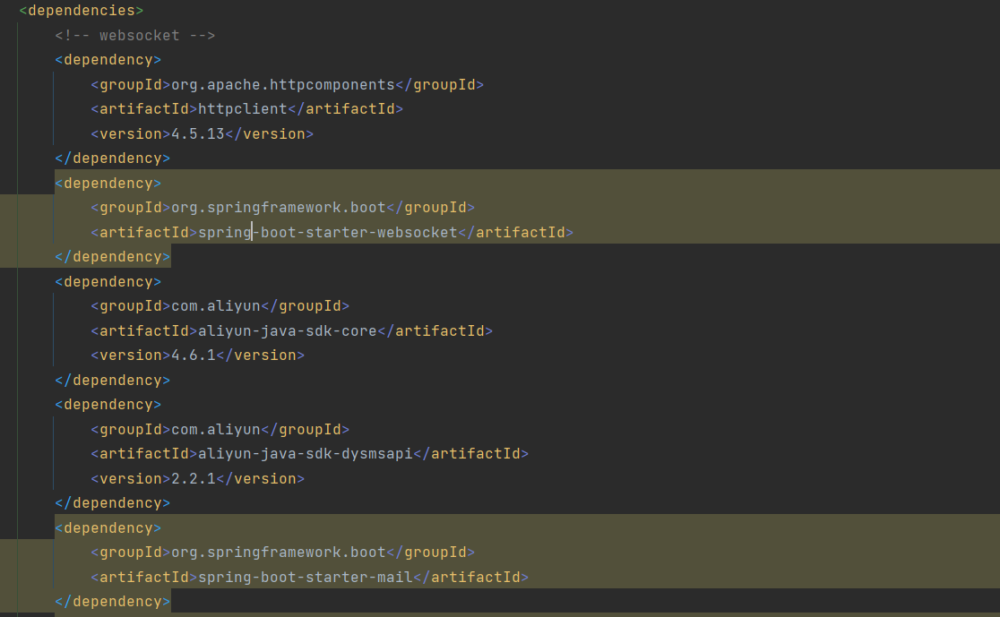 <dependencies>
<!-- websocket -->
<dependency>
<groupId>org.apache.httpcomponents</groupId>
<artifactId>httpclient</artifactId>
<version>4.5.13</version>
</dependency>
<dependency>
<groupId>org.springframework.boot</groupId>
<artifactId>spring-boot-starter-websocket</artifactId>
</dependency>
<dependency>
<groupId>com.aliyun</groupId>
<artifactId>aliyun-java-sdk-core</artifactId>
<version>4.6.1</version>
</dependency>
<dependency>
<groupId>com.aliyun</groupId>
<artifactId>aliyun-java-sdk-dysmsapi</artifactId>
<version>2.2.1</version>
</dependency>
<dependency>
<groupId>org.springframework.boot</groupId>
<artifactId>spring-boot-starter-mail</artifactId>
</dependency>